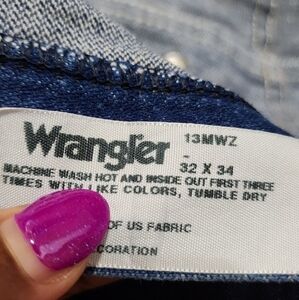 Wrangler 13MWZ
-
32 X 34
MACHINE WASH HOT AND INSIDE OUT FIRST THREE
TIMES WITH LIKE COLORS, TUMBLE DRY
OF US FABRIC
CORATION